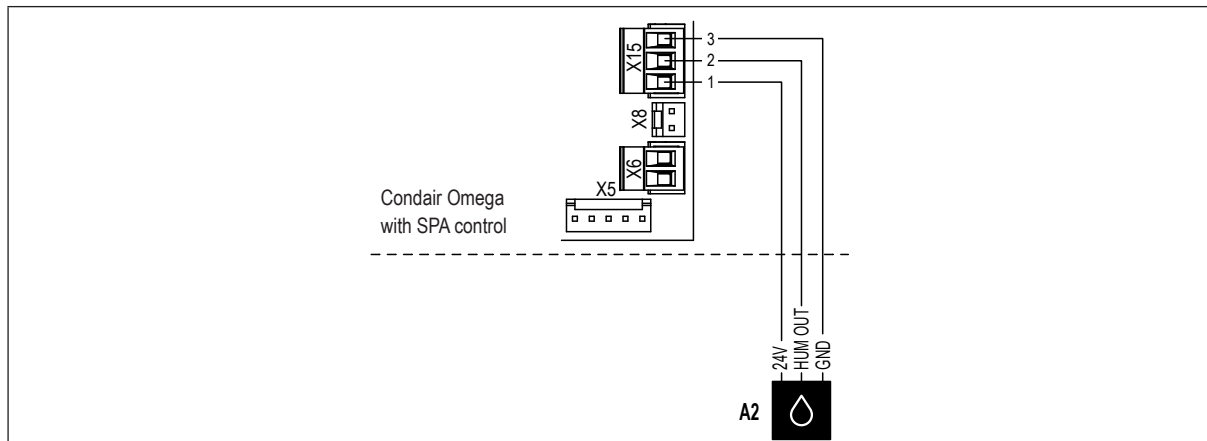 X15
3
2
1
X8
X6
X5
Condair Omega
with SPA control
24V
HUM OUT
GND
A2